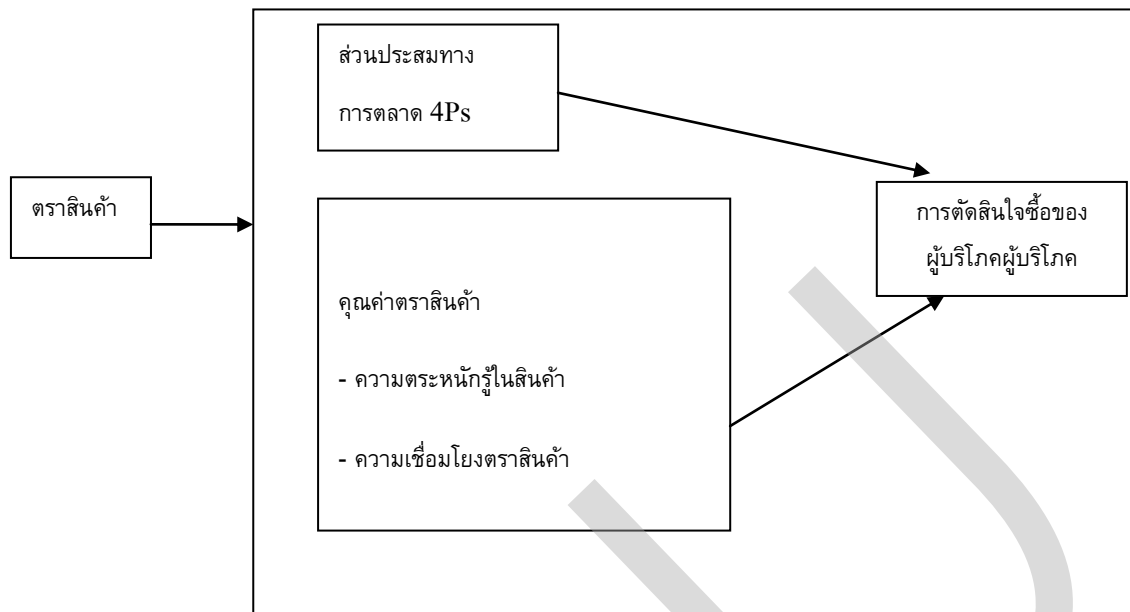 ส่วนประสมทาง
การตลาด 4Ps
ตราสินค้า
การตัดสินใจซื้อของ
ผู้บริโภคผู้บริโภค
คุณค่าตราสินค้า
- ความตระหนักรู้ในสินค้า
- ความเชื่อมโยงตราสินค้า